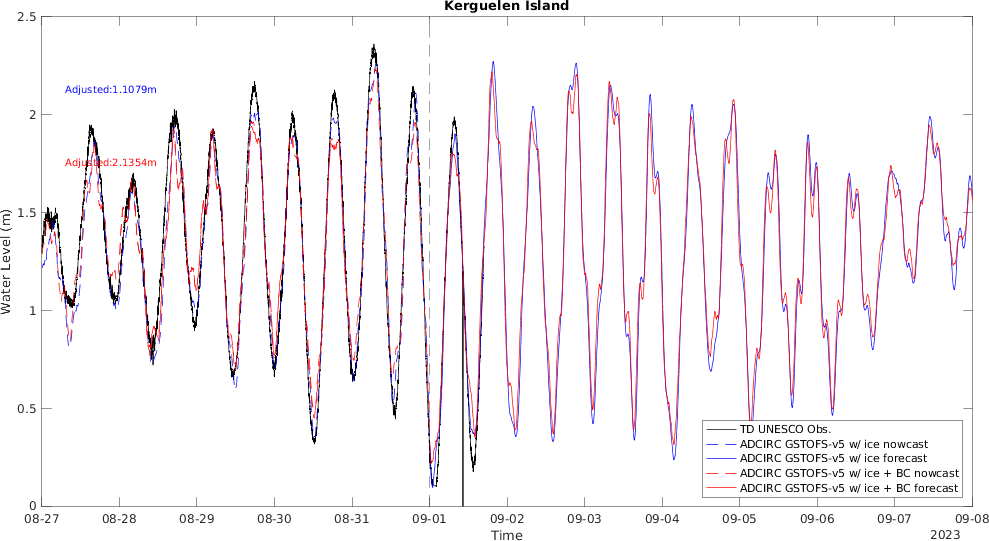 Kerguelen Island
2.5
2
1.5
1
0.5
0
Water Level (m)
Adjusted:1.1079m
Adjusted:2.1354m
TD UNESCO Obs.
ADCIRC GSTOFS-v5 w/ ice nowcast
ADCIRC GSTOFS-v5 w/ ice forecast
ADCIRC GSTOFS-v5 w/ ice + BC nowcast
ADCIRC GSTOFS-v5 w/ ice + BC forecast
08-27 08-28 08-29 08-30 08-31 09-01 09-02 09-03 09-04 09-05 09-06 09-07 09-08
Time
2023